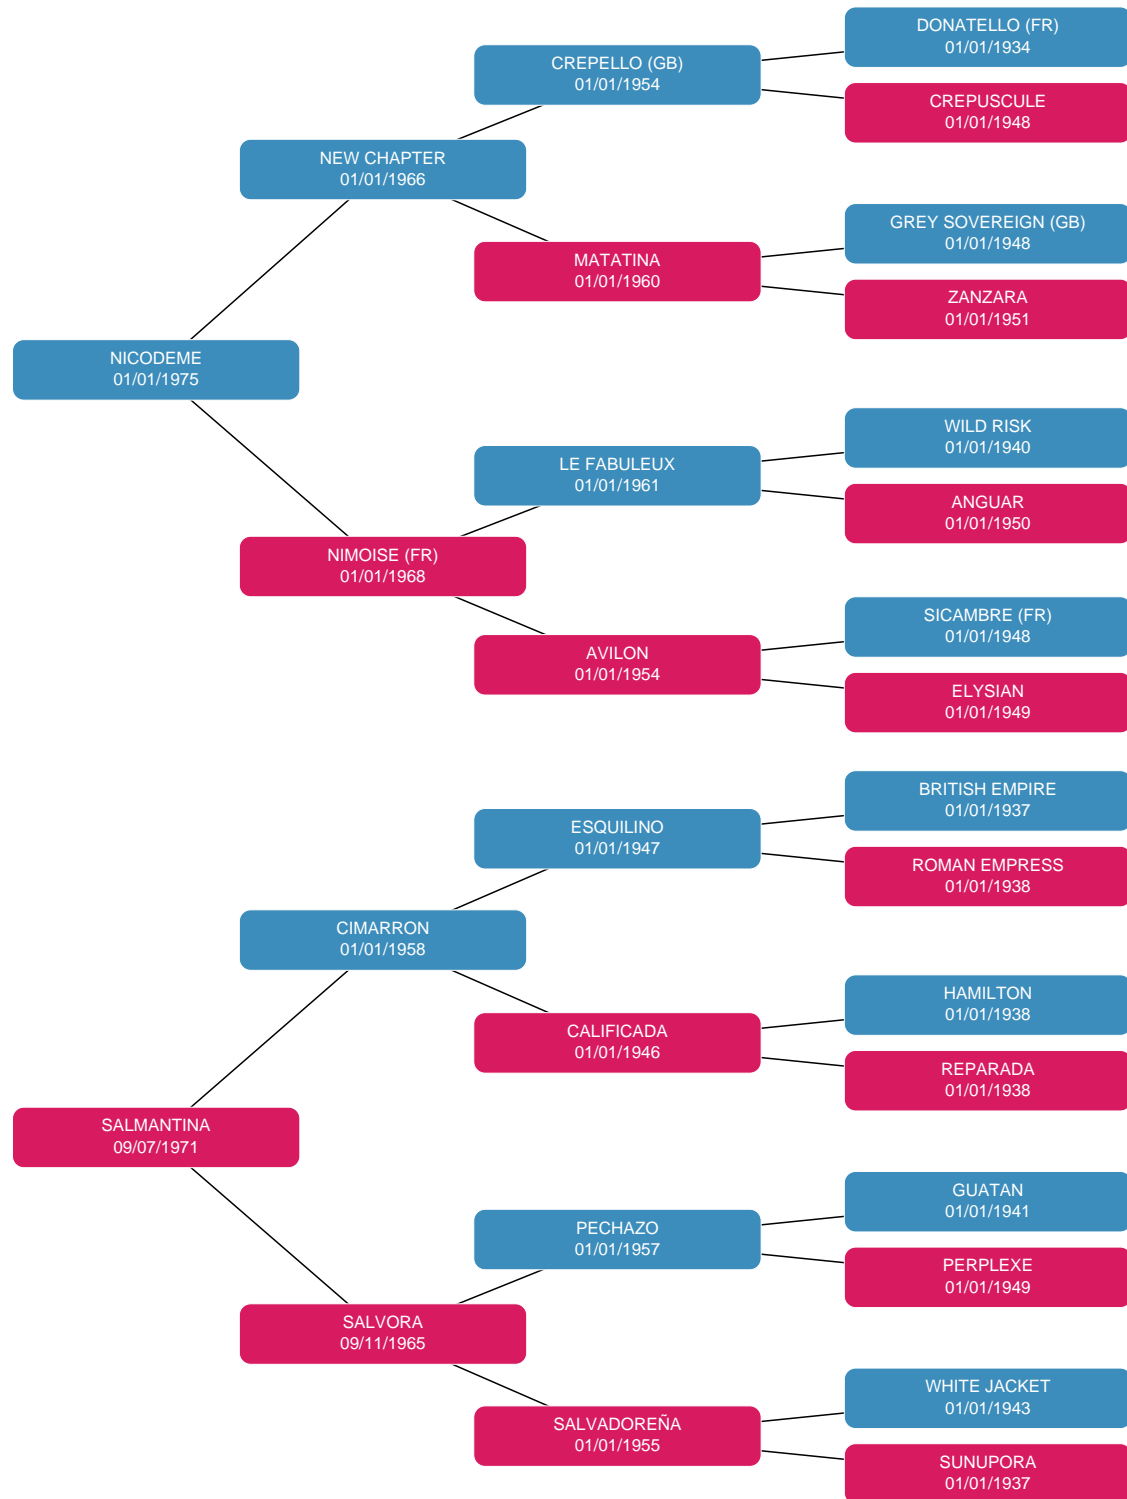 DONATELLO (FR)
01/01/1934
CREPELLO (GB)
01/01/1954
CREPUSCULE
01/01/1948
NEW CHAPTER
01/01/1966
GREY SOVEREIGN (GB)
01/01/1948
MATATINA
01/01/1960
ZANZARA
01/01/1951
NICODEME
01/01/1975
WILD RISK
01/01/1940
LE FABULEUX
01/01/1961
ANGUAR
01/01/1950
NIMOISE (FR)
01/01/1968
SICAMBRE (FR)
01/01/1948
AVILON
01/01/1954
ELYSIAN
01/01/1949
BRITISH EMPIRE
01/01/1937
ESQUILINO
01/01/1947
ROMAN EMPRESS
01/01/1938
CIMARRON
01/01/1958
HAMILTON
01/01/1938
CALIFICADA
01/01/1946
REPARADA
01/01/1938
SALMANTINA
09/07/1971
GUATAN
01/01/1941
PECHAZO
01/01/1957
PERPLEXE
01/01/1949
SALVORA
09/11/1965
WHITE JACKET
01/01/1943
SALVADOREÑA
01/01/1955
SUNUPORA
01/01/1937